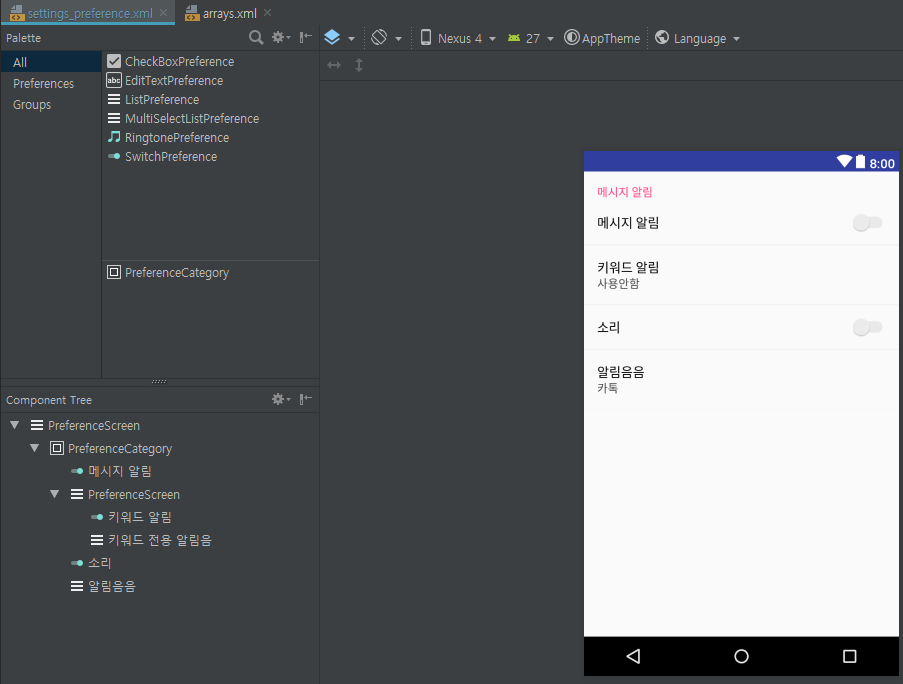 settings_preference.xml
arrays.xml
Palette
Nexus 4
27
AppTheme
Language
All
Preferences
Groups
CheckBoxPreference
abc
EditTextPreference
ListPreference
MultiSelectListPreference
RingtonePreference
SwitchPreference
PreferenceCategory
Component Tree
PreferenceScreen
PreferenceCategory
메시지 알림
PreferenceScreen
키워드 알림
키워드 전용 알림음
소리
알림음음
8:00
메시지 알림
메시지 알림
키워드 알림
사용안함
소리
알림음음
카톡